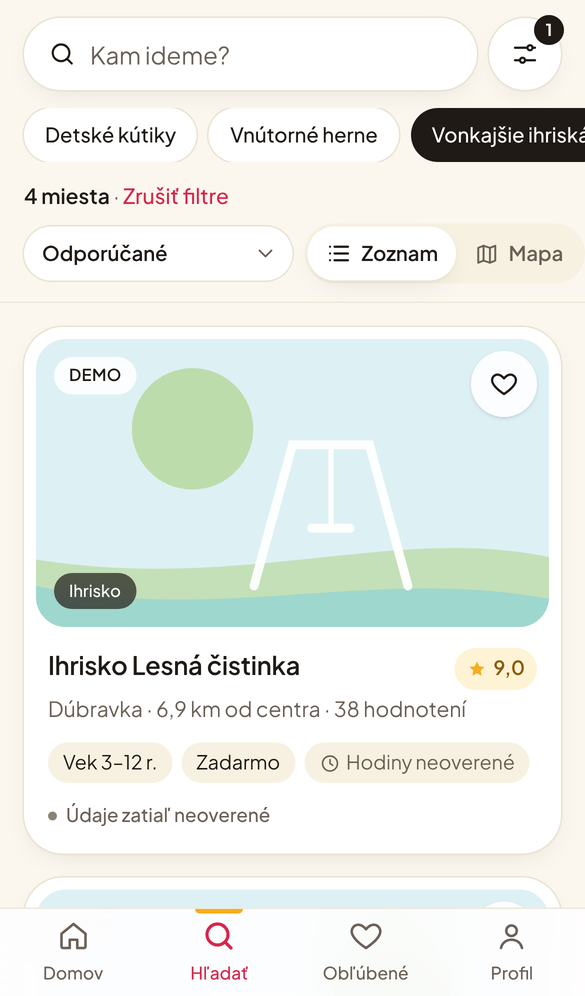 Kam ideme?
1
Detské kútiky
Vnútorné herne
Vonkajšie ihriská
4 miesta · Zrušiť filtre
Odporúčané
Zoznam
Mapa
DEMO
Ihrisko
Ihrisko Lesná čistinka
9,0
Dúbravka · 6,9 km od centra · 38 hodnotení
Vek 3–12 r.
Zadarmo
Hodiny neoverené
Údaje zatiaľ neoverené
Domov
Hľadať
Obľúbené
Profil